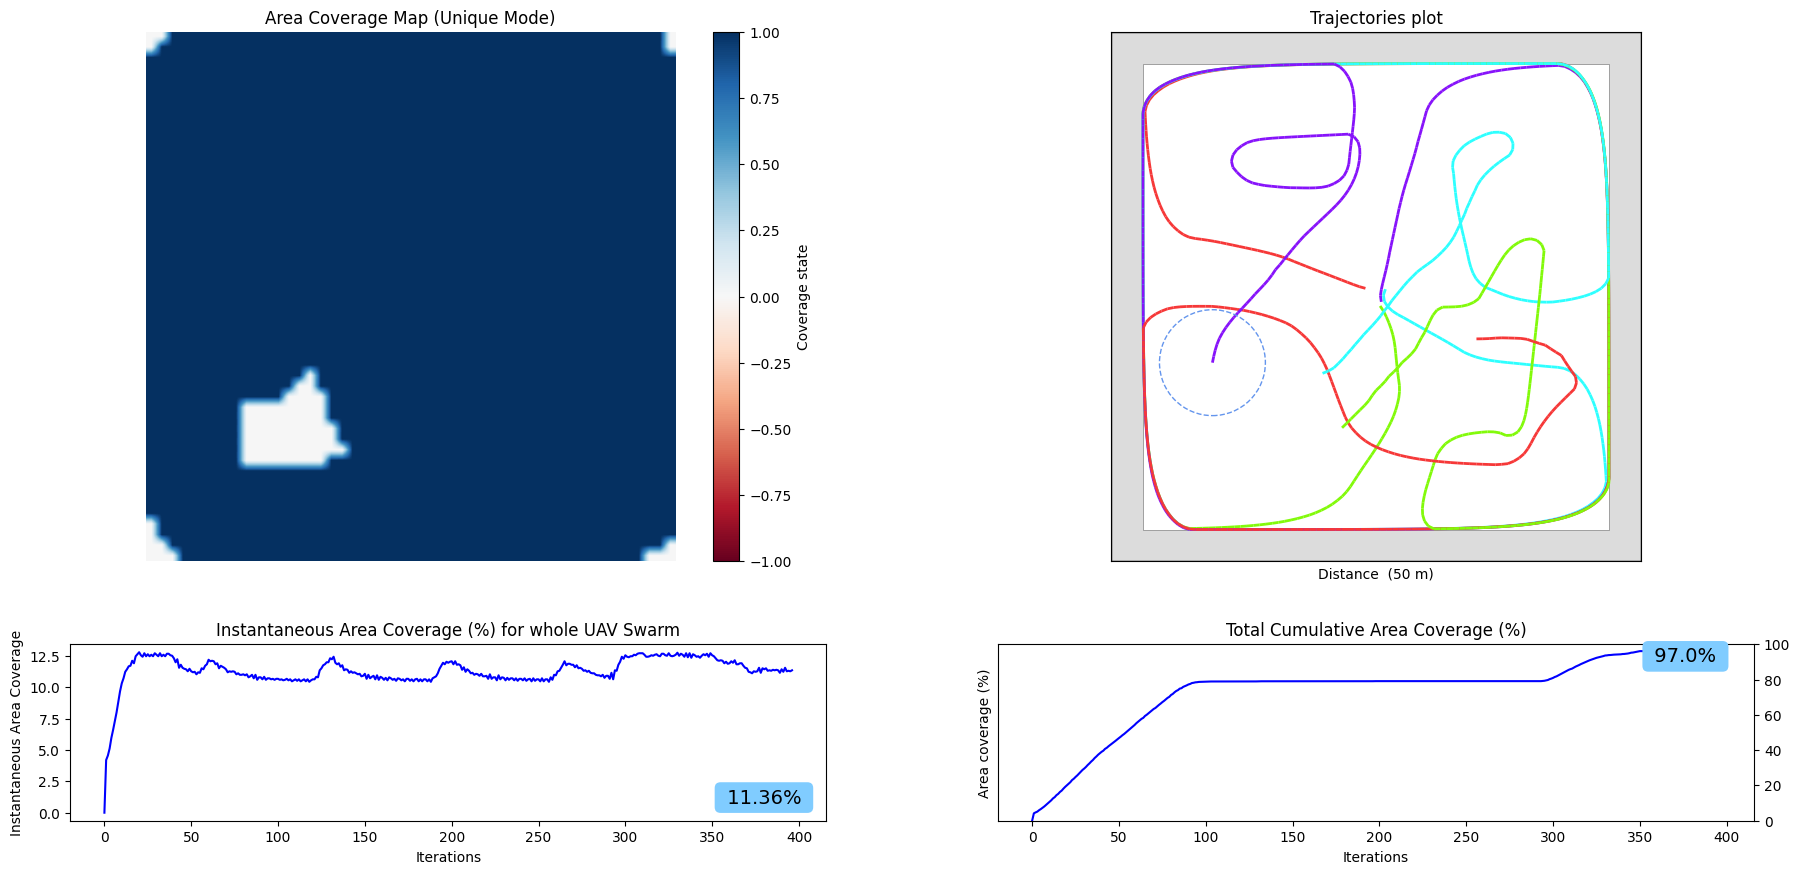 Area Coverage Map (Unique Mode)
1.00
0.75
0.50
0.25
0.00
−0.25
−0.50
−0.75
−1.00
Coverage state
Trajectories plot
Distance  (50 m)
Instantaneous Area Coverage (%) for whole UAV Swarm
Instantaneous Area Coverage
12.5
10.0
7.5
5.0
2.5
0.0
11.36%
0 50 100 150 200 250 300 350 400
Iterations
Total Cumulative Area Coverage (%)
Area coverage (%)
97.0%
100
80
60
40
20
0
0 50 100 150 200 250 300 350 400
Iterations